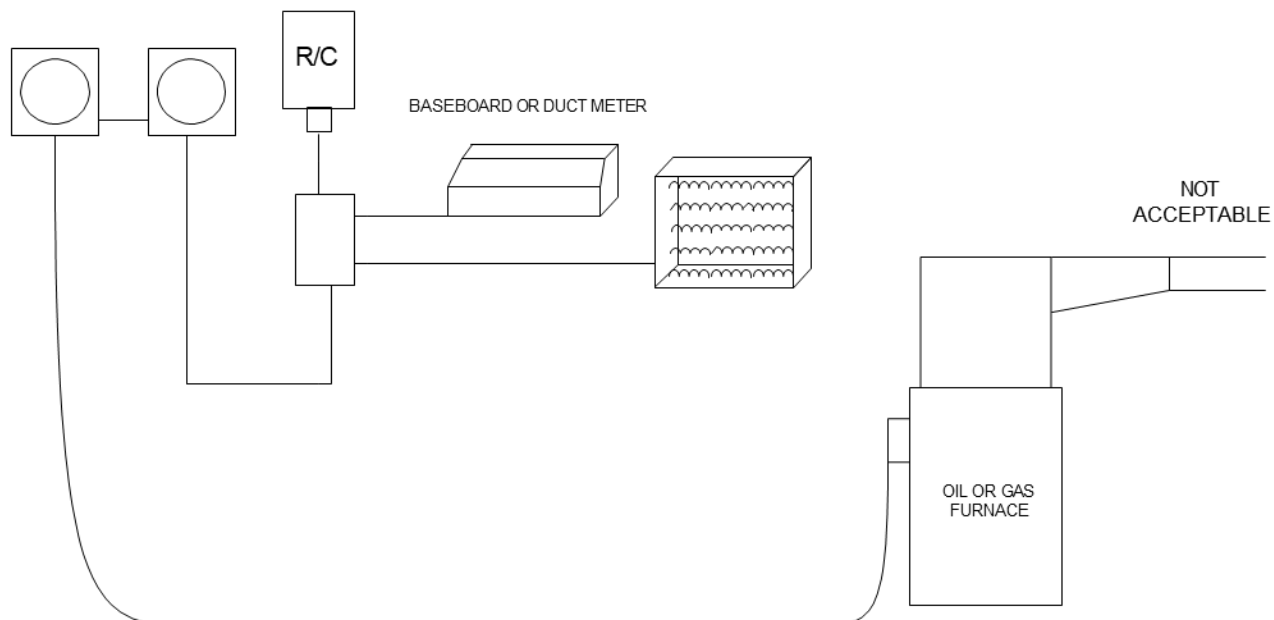 R/C
BASEBOARD OR DUCT METER
NOT
ACCEPTABLE
OIL OR GAS
FURNACE